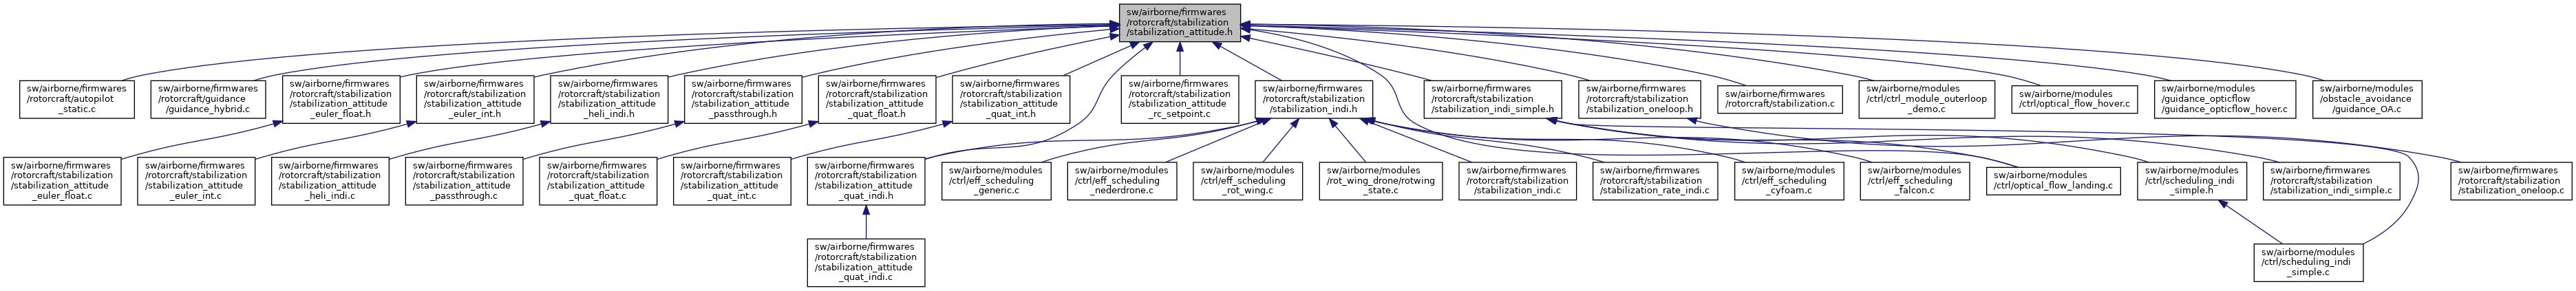 sw/airborne/firmwares
/rotorcraft/stabilization
/stabilization_attitude.h
sw/airborne/firmwares
/rotorcraft/autopilot
_static.c
sw/airborne/firmwares
/rotorcraft/guidance
/guidance_hybrid.c
sw/airborne/firmwares
/rotorcraft/stabilization
/stabilization_attitude
_euler_float.h
sw/airborne/firmwares
/rotorcraft/stabilization
/stabilization_attitude
_euler_int.h
sw/airborne/firmwares
/rotorcraft/stabilization
/stabilization_attitude
_heli_indi.h
sw/airborne/firmwares
/rotorcraft/stabilization
/stabilization_attitude
_passthrough.h
sw/airborne/firmwares
/rotorcraft/stabilization
/stabilization_attitude
_quat_float.h
sw/airborne/firmwares
/rotorcraft/stabilization
/stabilization_attitude
_quat_int.h
sw/airborne/firmwares
/rotorcraft/stabilization
/stabilization_attitude
_rc_setpoint.c
sw/airborne/firmwares
/rotorcraft/stabilization
/stabilization_indi.h
sw/airborne/firmwares
/rotorcraft/stabilization
/stabilization_indi_simple.h
sw/airborne/firmwares
/rotorcraft/stabilization
/stabilization_oneloop.h
sw/airborne/firmwares
/rotorcraft/stabilization.c
sw/airborne/modules
/ctrl/ctrl_module_outerloop
_demo.c
sw/airborne/modules
/ctrl/optical_flow_hover.c
sw/airborne/modules
/guidance_opticflow
/guidance_opticflow_hover.c
sw/airborne/modules
/obstacle_avoidance
/guidance_OA.c
sw/airborne/firmwares
/rotorcraft/stabilization
/stabilization_attitude
_euler_float.c
sw/airborne/firmwares
/rotorcraft/stabilization
/stabilization_attitude
_euler_int.c
sw/airborne/firmwares
/rotorcraft/stabilization
/stabilization_attitude
_heli_indi.c
sw/airborne/firmwares
/rotorcraft/stabilization
/stabilization_attitude
_passthrough.c
sw/airborne/firmwares
/rotorcraft/stabilization
/stabilization_attitude
_quat_float.c
sw/airborne/firmwares
/rotorcraft/stabilization
/stabilization_attitude
_quat_int.c
sw/airborne/firmwares
/rotorcraft/stabilization
/stabilization_attitude
_quat_indi.h
sw/airborne/modules
/ctrl/eff_scheduling
_generic.c
sw/airborne/modules
/ctrl/eff_scheduling
_nederdrone.c
sw/airborne/modules
/ctrl/eff_scheduling
_rot_wing.c
sw/airborne/modules
/rot_wing_drone/rotwing
_state.c
sw/airborne/firmwares
/rotorcraft/stabilization
/stabilization_indi.c
sw/airborne/firmwares
/rotorcraft/stabilization
/stabilization_rate_indi.c
sw/airborne/modules
/ctrl/eff_scheduling
_cyfoam.c
sw/airborne/modules
/ctrl/eff_scheduling
_falcon.c
sw/airborne/modules
/ctrl/optical_flow_landing.c
sw/airborne/modules
/ctrl/scheduling_indi
_simple.h
sw/airborne/firmwares
/rotorcraft/stabilization
/stabilization_indi_simple.c
sw/airborne/firmwares
/rotorcraft/stabilization
/stabilization_oneloop.c
sw/airborne/firmwares
/rotorcraft/stabilization
/stabilization_attitude
_quat_indi.c
sw/airborne/modules
/ctrl/scheduling_indi
_simple.c